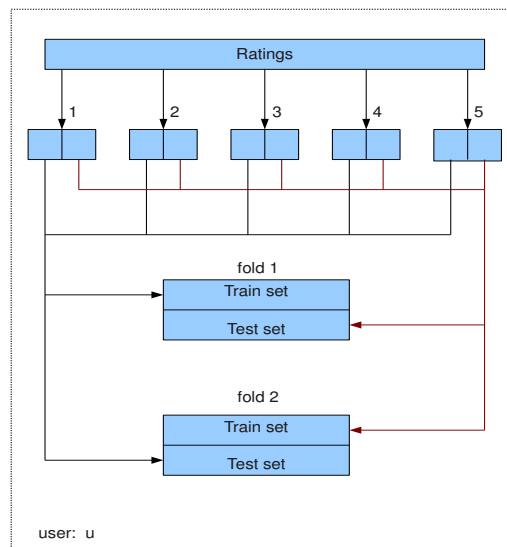 Ratings
1 2 3 4 5
fold 1
Train set
Test set
fold 2
Train set
Test set
user: u